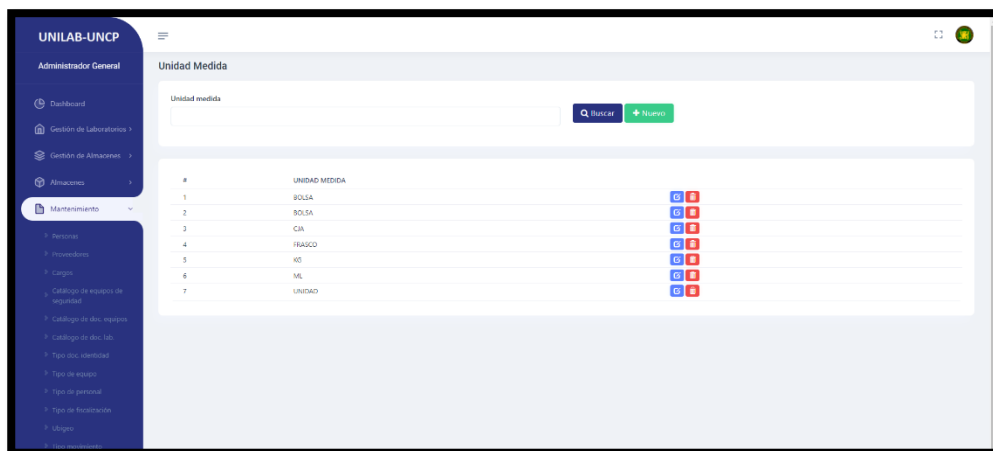 UNILAB-UNCP
Administrador General
Dashboard
Gestión de Laboratorios
Gestión de Almacenes
Almacenes
Mantenimiento
Personas
Proveedores
Cargos
Catálogo de equipos de
seguridad
Catálogo de doc. equipos
Catálogo de doc. lab.
Tipo doc. identidad
Tipo de equipo
Tipo de personal
Tipo de fiscalización
Ubigeo
Tipo movimiento
Unidad Medida
Unidad medida
Buscar
+ Nuevo
# UNIDAD MEDIDA
1 BOLSA
2 BOLSA
3 CJA
4 FRASCO
5 KG
6 ML
7 UNIDAD